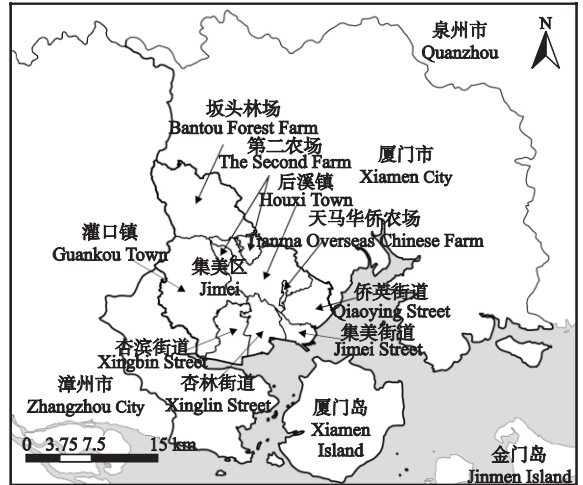 泉州市
Quanzhou
N
坂头林场
Bantou Forest Farm
第二农场
The Second Farm
厦门市
Xiamen City
后溪镇
Houxi Town
天马华侨农场
Tianma Overseas Chinese Farm
灌口镇
Guankou Town
集美区
Jimei
侨英街道
Qiaoying Street
集美街道
Jimei Street
杏滨街道
Xingbin Street
杏林街道
Xinglin Street
漳州市
Zhangzhou City
厦门岛
Xiamen
Island
金门岛
Jinmen Island
0 3.75 7.5 15 km